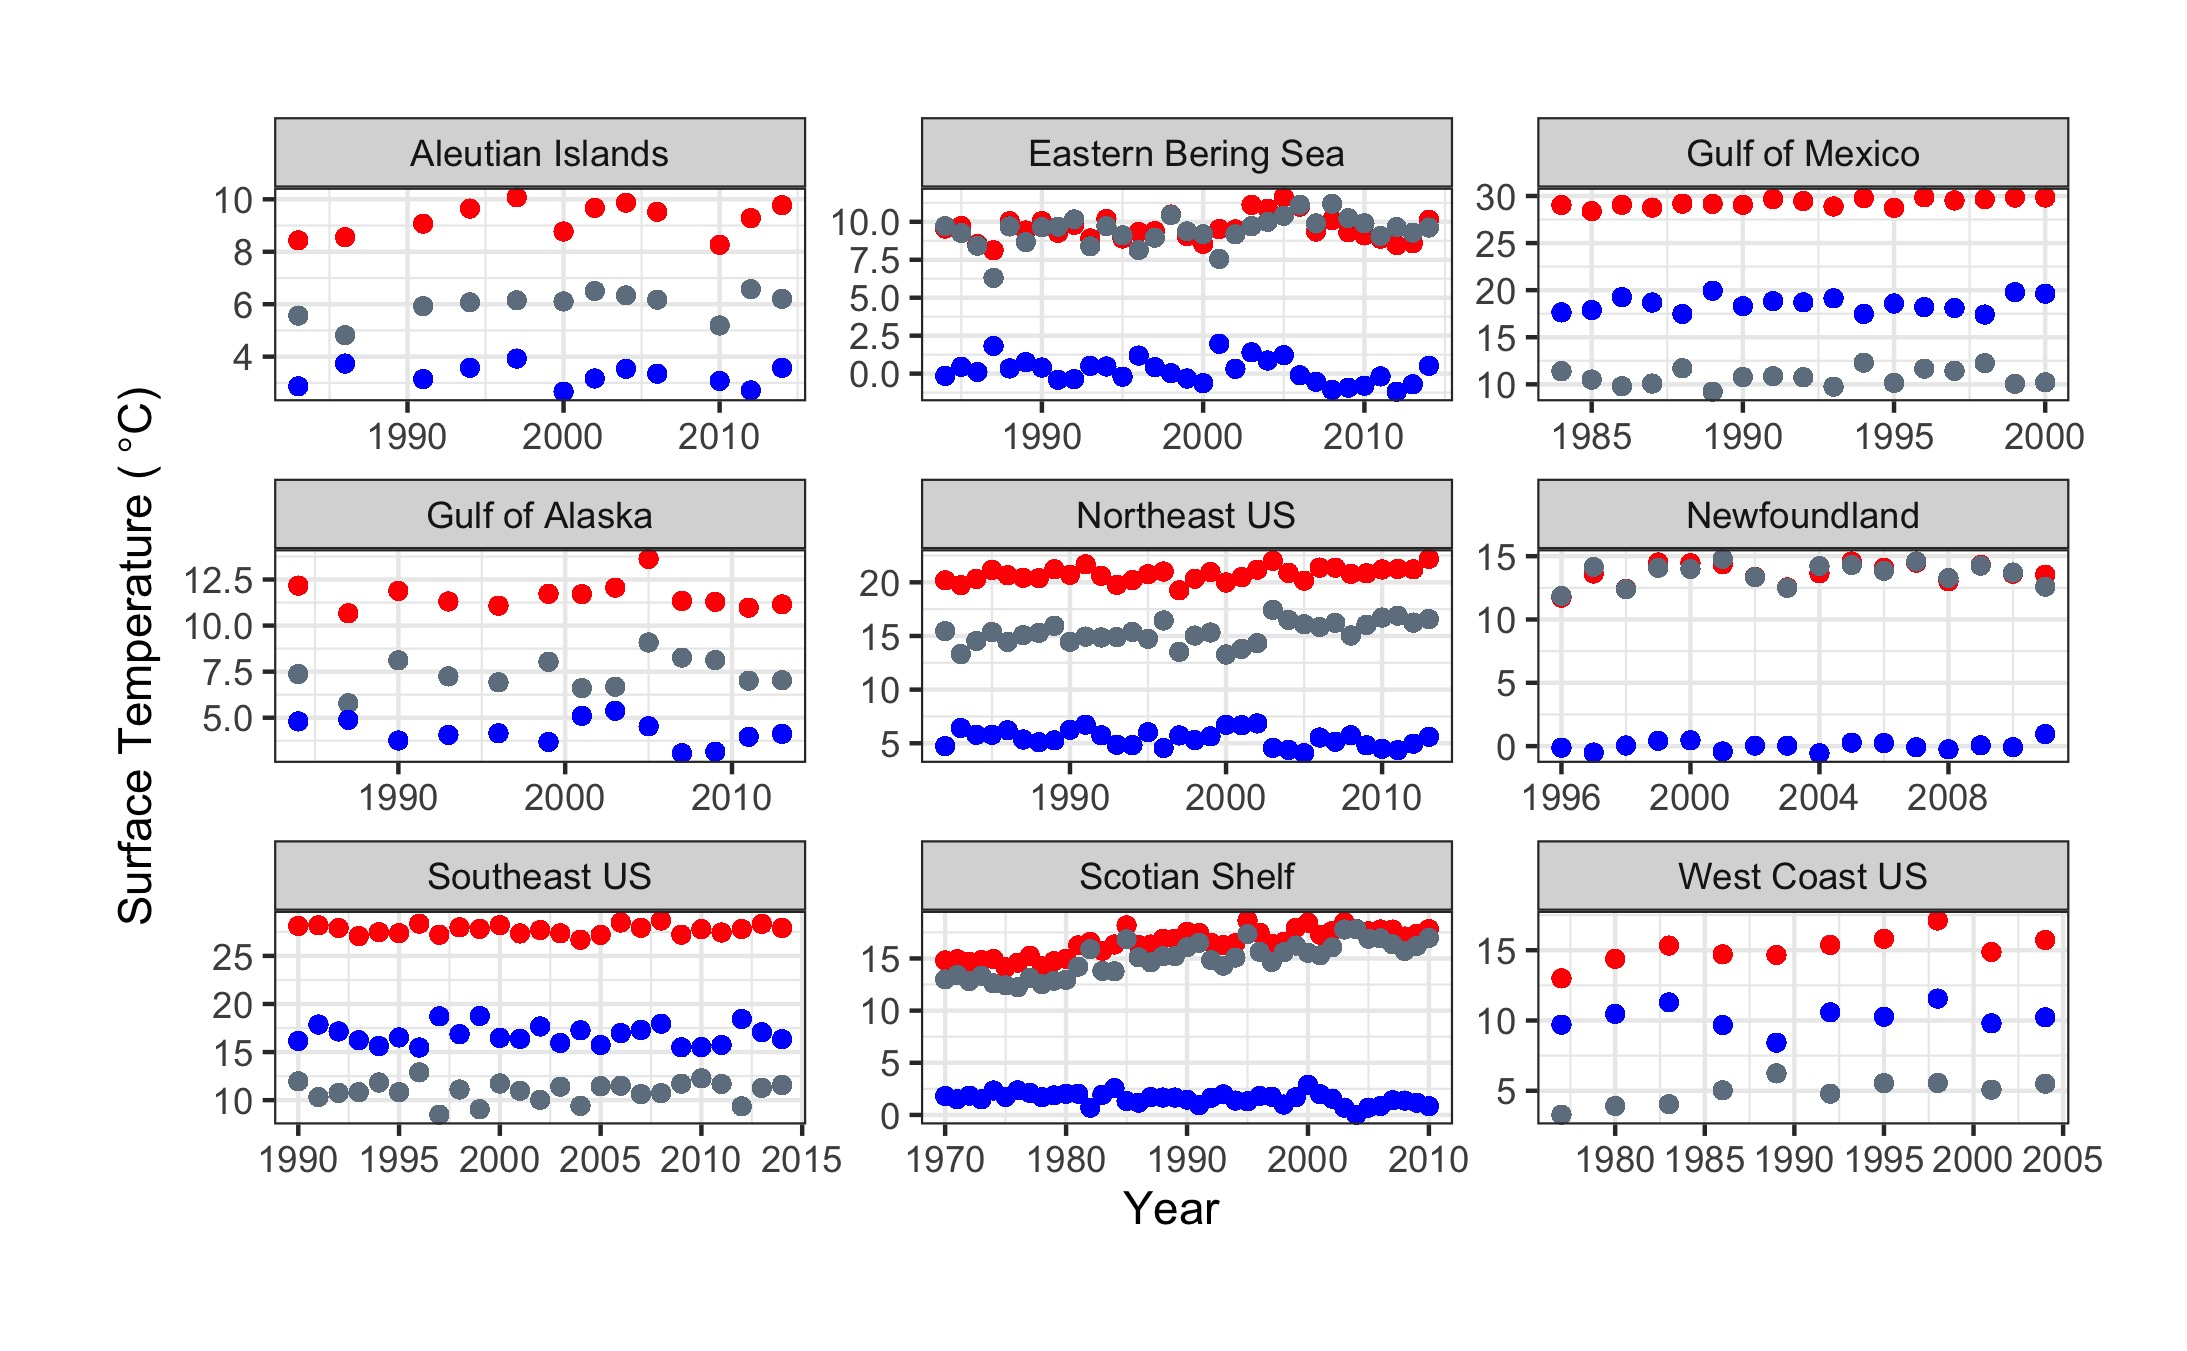 Aleutian Islands
Eastern Bering Sea
Gulf of Mexico
10
8
6
4
10.0
7.5
5.0
2.5
0.0
30
25
20
15
10
1990 2000 2010
1990 2000 2010
1985 1990 1995 2000
Gulf of Alaska
Northeast US
Newfoundland
12.5
10.0
7.5
5.0
20
15
10
5
15
10
5
0
1990 2000 2010
1990 2000 2010
1996 2000 2004 2008
Southeast US
Scotian Shelf
West Coast US
25
20
15
10
15
10
5
0
15
10
5
1990 1995 2000 2005 2010 2015
1970 1980 1990 2000 2010
1980 1985 1990 1995 2000 2005
Surface Temperature ( °C)
Year